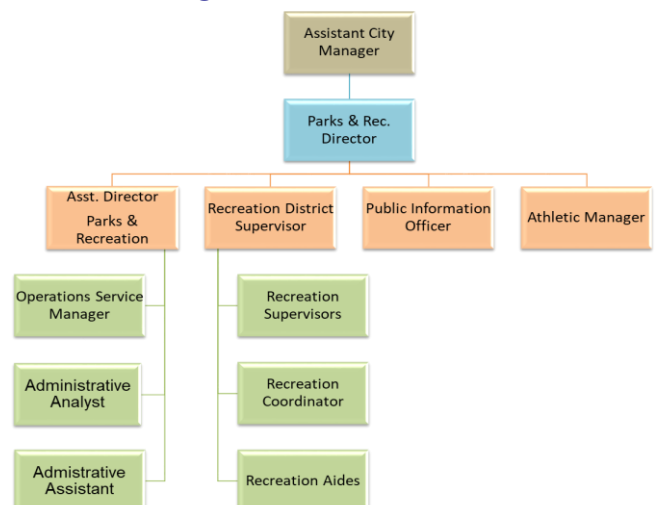 Assistant City
Manager
Parks & Rec.
Director
Asst. Director
Parks &
Recreation
Recreation District
Supervisor
Public Information
Officer
Athletic Manager
Operations Service
Manager
Recreation
Supervisors
Administrative
Analyst
Recreation
Coordinator
Admistrative
Assistant
Recreation Aides